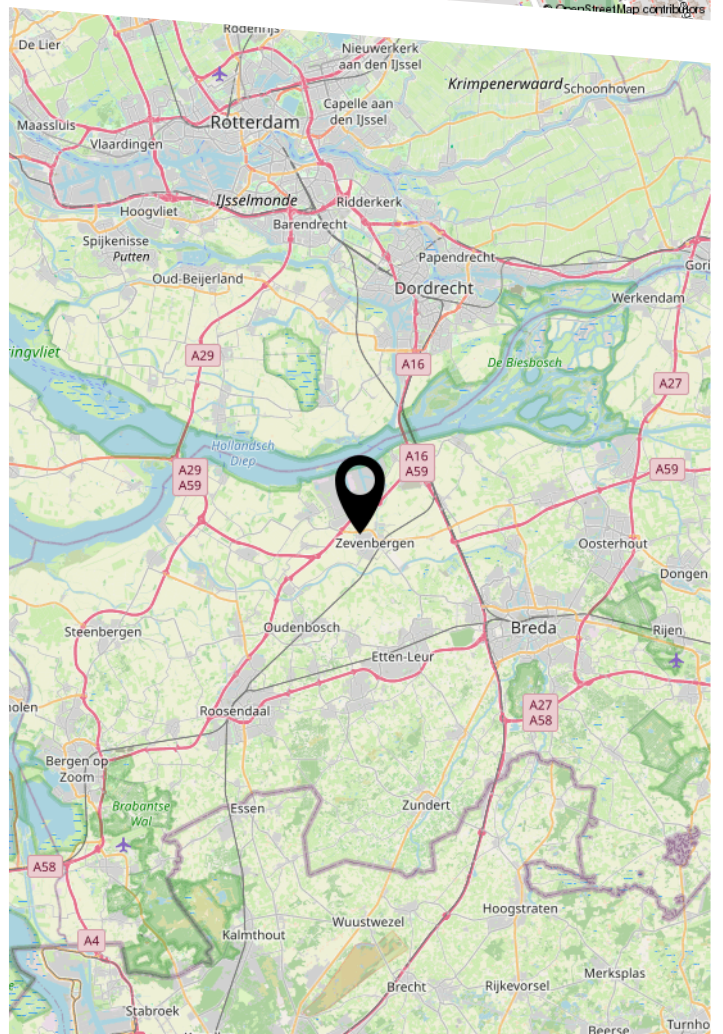 © OpenStreetMap contributors
Rodenrijs
De Lier
Nieuwerkerk
aan den IJssel
Krimpenerwaard
Schoonhoven
Capelle aan
den IJssel
Maassluis
Rotterdam
Vlaardingen
IJsselmonde
Ridderkerk
Hoogvliet
Barendrecht
Spijkenisse
Putten
Papendrecht
Gori
Oud-Beijerland
Dordrecht
Werkendam
ringvliet
A29
A16
De Biesbosch
A27
Hollandsch
Diep
A16
A59
A29
A59
A59
Zevenbergen
Oosterhout
Dongen
Steenbergen
Oudenbosch
Breda
Rijen
Etten-Leur
holen
Roosendaal
A27
A58
Bergen op
Zoom
Brabantse
Wal
Essen
Zundert
A58
Hoogstraten
Wuustwezel
Kalmthout
A4
Merksplas
Brecht
Rijkevorsel
Stabroek
Turnho
Beerse